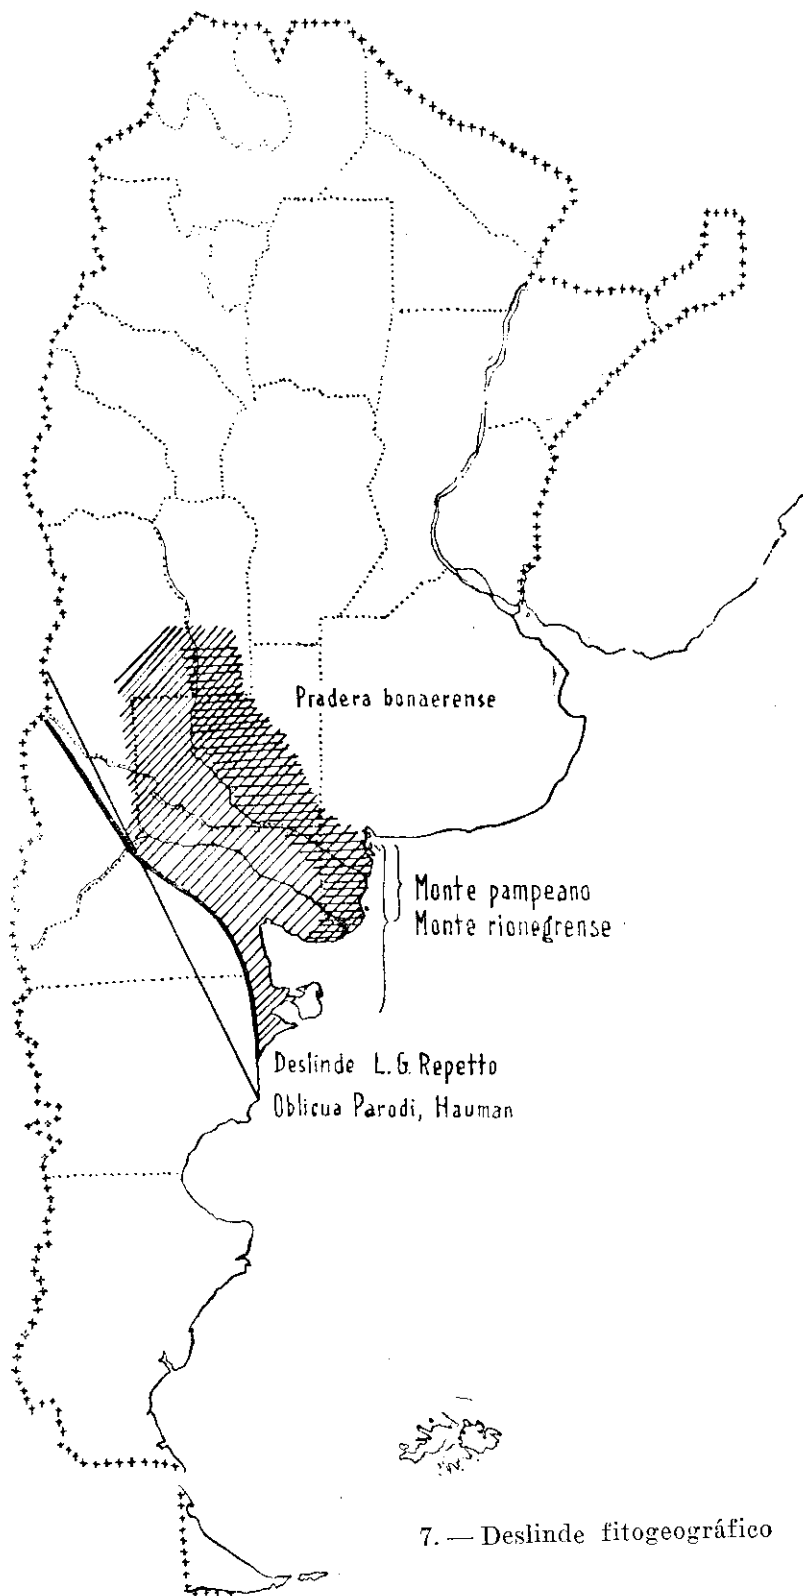 Pradera bonaerense
Monte pampeano
Monte rionegrense
Deslinde L.G. Repetto
Oblicua Parodi, Hauman
7. — Deslinde fitogeográfico